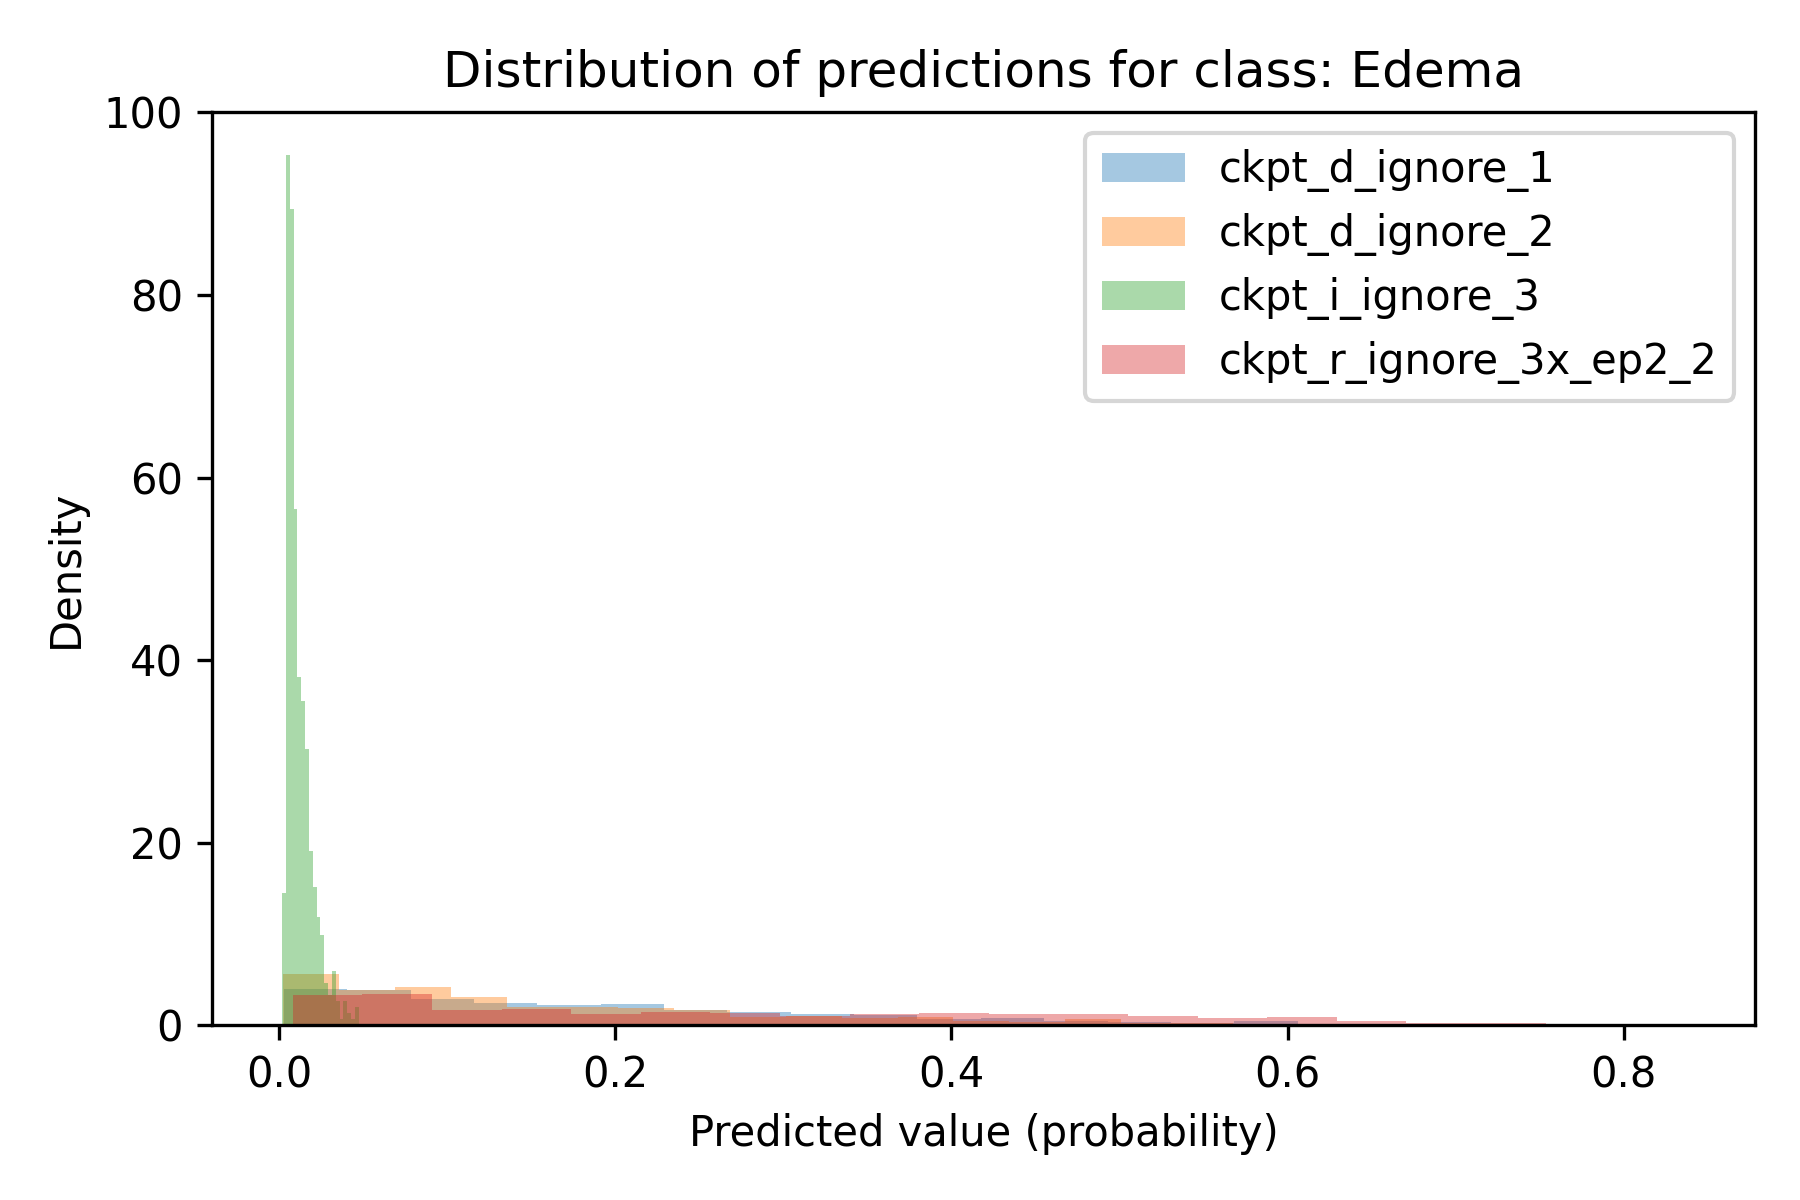 Distribution of predictions for class: Edema
100
80
60
40
20
0
Density
ckpt_d_ignore_1
ckpt_d_ignore_2
ckpt_i_ignore_3
ckpt_r_ignore_3x_ep2_2
0.0 0.2 0.4 0.6 0.8
Predicted value (probability)